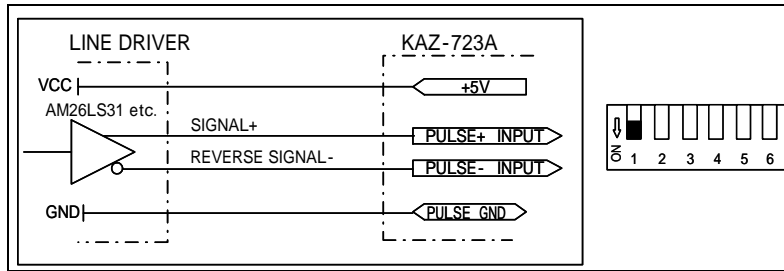 LINE DRIVER
KAZ-723A
VCC
+5V
AM26LS31 etc.
SIGNAL+
PULSE+ INPUT
REVERSE SIGNAL-
PULSE- INPUT
GND
PULSE GND
ON
1 2 3 4 5 6